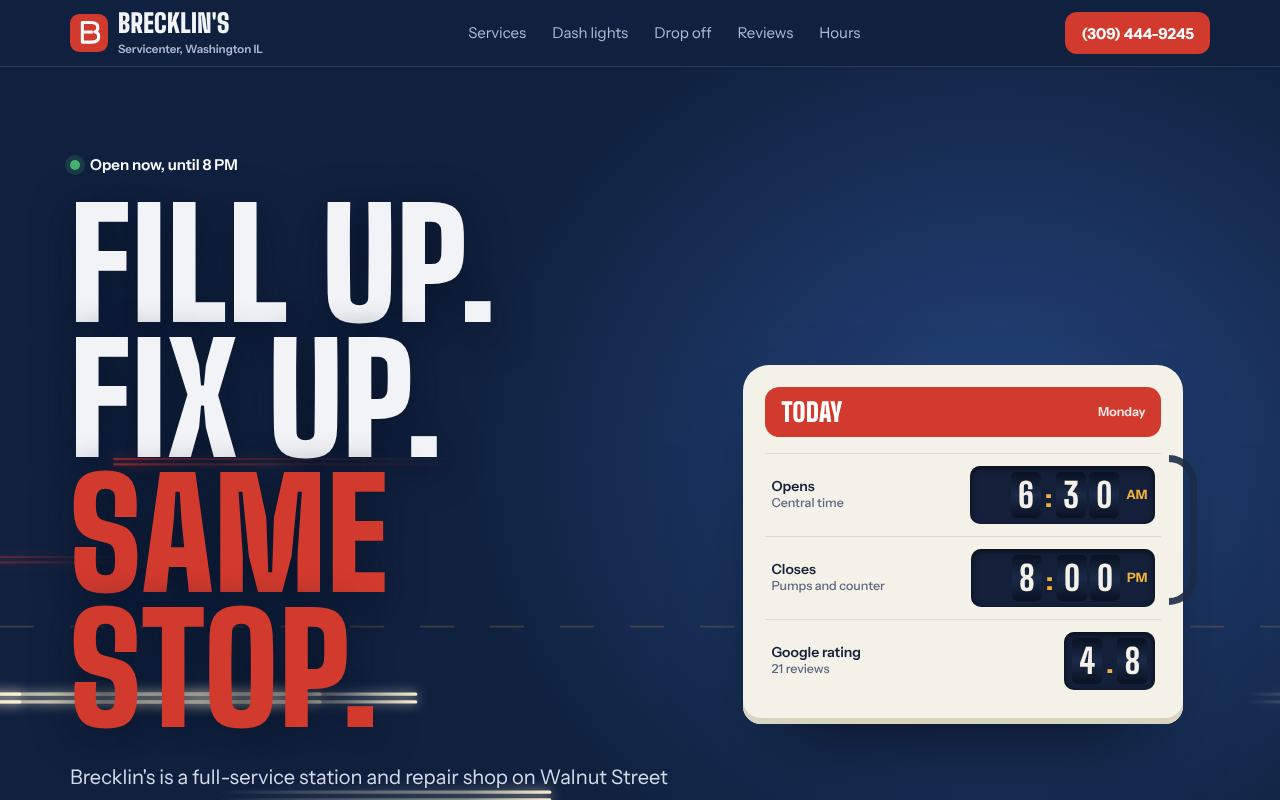 B
BRECKLIN'S
Servicenter, Washington IL
Services
Dash lights
Drop off
Reviews
Hours
(309) 444-9245
Open now, until 8 PM
FILL UP.
FIX UP.
SAME
STOP.
Brecklin's is a full-service station and repair shop on Walnut Street
TODAY
Monday
Opens
Central time
6:30 AM
Closes
Pumps and counter
8:00 PM
Google rating
21 reviews
4.8